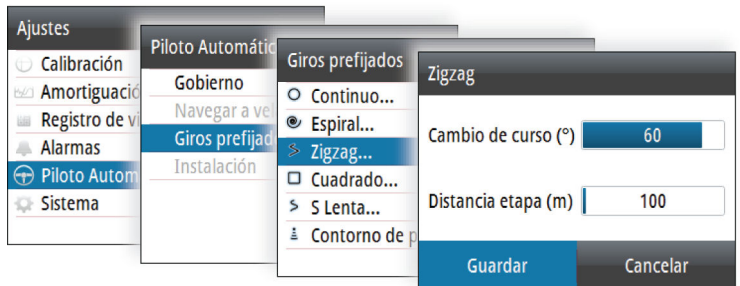 Ajustes
Calibración
Amortiguació
Registro de vi
Alarmas
Piloto Autom
Sistema
Piloto Automátic
Gobierno
Navegar a vel
Giros prefijad
Instalación
Giros prefijados
Continuo...
Espiral...
Zigzag...
Cuadrado...
S Lenta...
Contorno de p
Zigzag
Cambio de curso (°) 60
Distancia etapa (m) 100
Guardar Cancelar